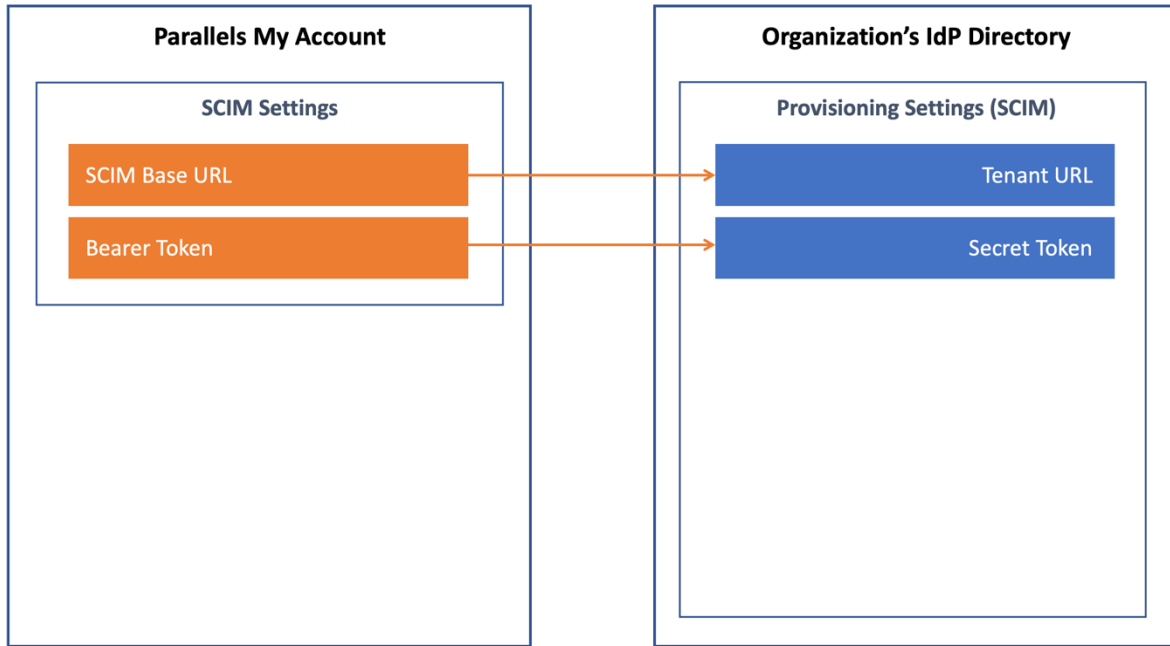 Parallels My Account
SCIM Settings
SCIM Base URL
Bearer Token
Organization's IdP Directory
Provisioning Settings (SCIM)
Tenant URL
Secret Token